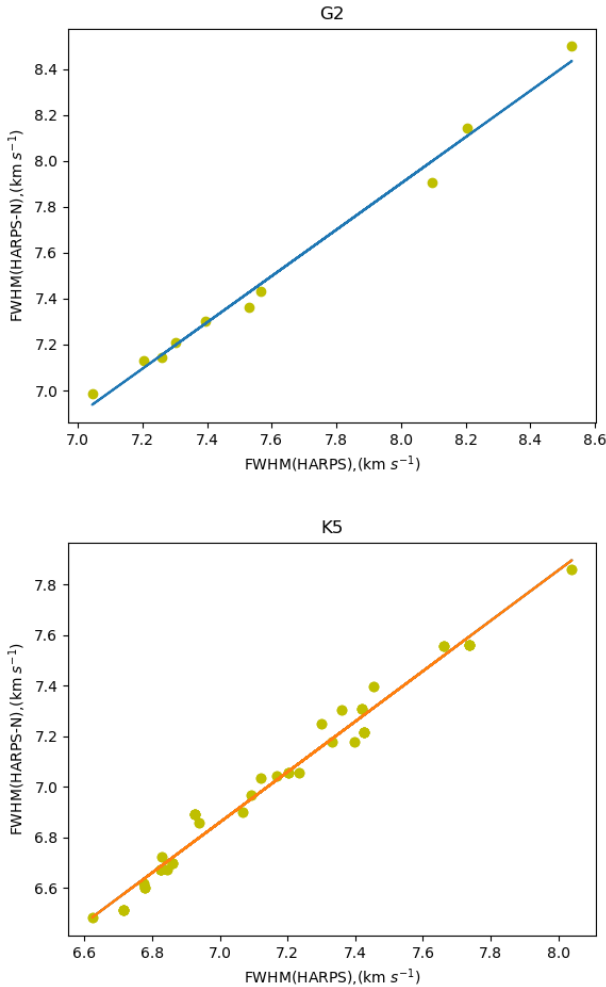 G2
FWHM(HARPS-N),(km s⁻¹)
8.4
8.2
8.0
7.8
7.6
7.4
7.2
7.0
7.0 7.2 7.4 7.6 7.8 8.0 8.2 8.4 8.6
FWHM(HARPS),(km s⁻¹)
K5
FWHM(HARPS-N),(km s⁻¹)
7.8
7.6
7.4
7.2
7.0
6.8
6.6
6.6 6.8 7.0 7.2 7.4 7.6 7.8 8.0
FWHM(HARPS),(km s⁻¹)